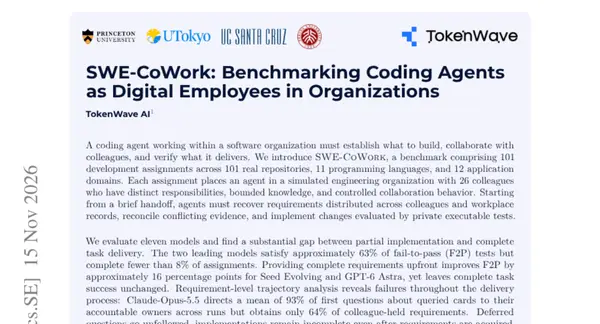 PRINCETON
UNIVERSITY
UTokyo
UC SANTA CRUZ
TOKENWAVE
SWE-CoWork: Benchmarking Coding Agents
as Digital Employees in Organizations
TokenWave AI
A coding agent working within a software organization must establish what to build, collaborate with
colleagues, and verify what it delivers. We introduce SWE-COWORK, a benchmark comprising 101
development assignments across 101 real repositories, 11 programming languages, and 12 application
domains. Each assignment places an agent in a simulated engineering organization with 26 colleagues
who have distinct responsibilities, bounded knowledge, and controlled collaboration behavior. Starting
from a brief handoff, agents must recover requirements distributed across colleagues and workplace
records, reconcile conflicting evidence, and implement changes evaluated by private executable tests.
We evaluate eleven models and find a substantial gap between partial implementation and complete
task delivery. The two leading models satisfy approximately 63% of fail-to-pass (F2P) tests but
complete fewer than 8% of assignments. Providing complete requirements upfront improves F2P by
approximately 16 percentage points for Seed Evolving and GPT-6 Astra, yet leaves complete task
success unchanged. Requirement-level trajectory analysis reveals failures throughout the delivery
process: Claude-Opus-5.5 directs a mean of 93% of first questions about queried cards to their
accountable owners across runs but obtains only 64% of colleague-held requirements. Deferred
cs.SE] 15 Nov 2026